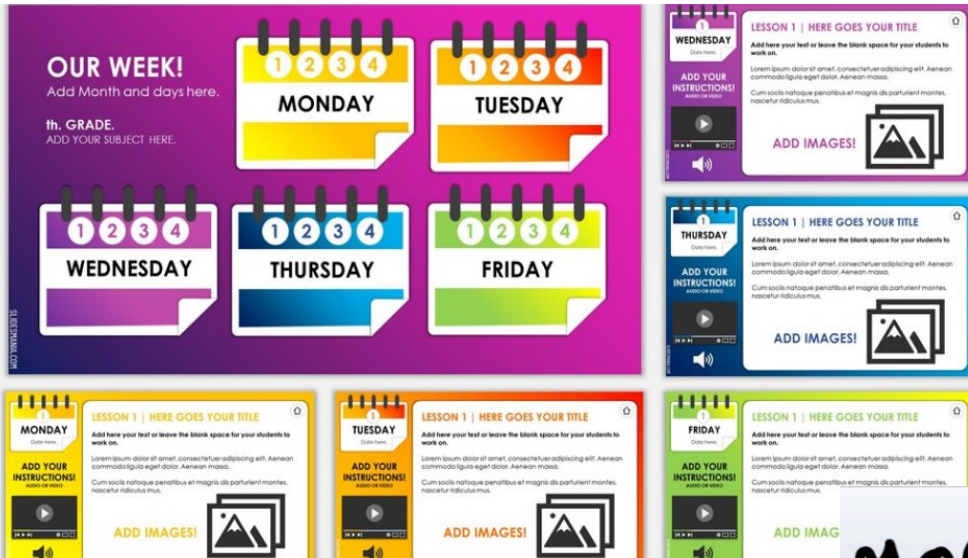 OUR WEEK!
Add Month and days here.
th. GRADE.
ADD YOUR SUBJECT HERE.
1 2 3 4
MONDAY
1 2 3 4
TUESDAY
1 2 3 4
WEDNESDAY
1 2 3 4
THURSDAY
1 2 3 4
FRIDAY
SLIDESMANIA.COM
1
WEDNESDAY
Date here.
ADD YOUR
INSTRUCTIONS!
AUDIO OR VIDEO
LESSON 1 | HERE GOES YOUR TITLE
Add here your text or leave the blank space for your students to
work on.
Lorem ipsum dolor sit amet, consectetuer adipiscing elit. Aenean
commodo ligula eget dolor. Aenean massa.
Cum sociis natoque penatibus et magnis dis parturient montes,
nascetur ridiculus mus.
ADD IMAGES!
1
THURSDAY
Date here.
ADD YOUR
INSTRUCTIONS!
AUDIO OR VIDEO
LESSON 1 | HERE GOES YOUR TITLE
Add here your text or leave the blank space for your students to
work on.
Lorem ipsum dolor sit amet, consectetuer adipiscing elit. Aenean
commodo ligula eget dolor. Aenean massa.
Cum sociis natoque penatibus et magnis dis parturient montes,
nascetur ridiculus mus.
ADD IMAGES!
1
MONDAY
Date here.
ADD YOUR
INSTRUCTIONS!
AUDIO OR VIDEO
LESSON 1 | HERE GOES YOUR TITLE
Add here your text or leave the blank space for your students to
work on.
Lorem ipsum dolor sit amet, consectetuer adipiscing elit. Aenean
commodo ligula eget dolor. Aenean massa.
Cum sociis natoque penatibus et magnis dis parturient montes,
nascetur ridiculus mus.
ADD IMAGES!
1
TUESDAY
Date here.
ADD YOUR
INSTRUCTIONS!
AUDIO OR VIDEO
LESSON 1 | HERE GOES YOUR TITLE
Add here your text or leave the blank space for your students to
work on.
Lorem ipsum dolor sit amet, consectetuer adipiscing elit. Aenean
commodo ligula eget dolor. Aenean massa.
Cum sociis natoque penatibus et magnis dis parturient montes,
nascetur ridiculus mus.
ADD IMAGES!
1
FRIDAY
Date here.
ADD YOUR
INSTRUCTIONS!
AUDIO OR VIDEO
LESSON 1 | HERE GOES YOUR TITLE
Add here your text or leave the blank space for your students to
work on.
Lorem ipsum dolor sit amet, consectetuer adipiscing elit. Aenean
commodo ligula eget dolor. Aenean massa.
Cum sociis natoque penatibus et magnis dis parturient montes,
nascetur ridiculus mus.
ADD IMAG